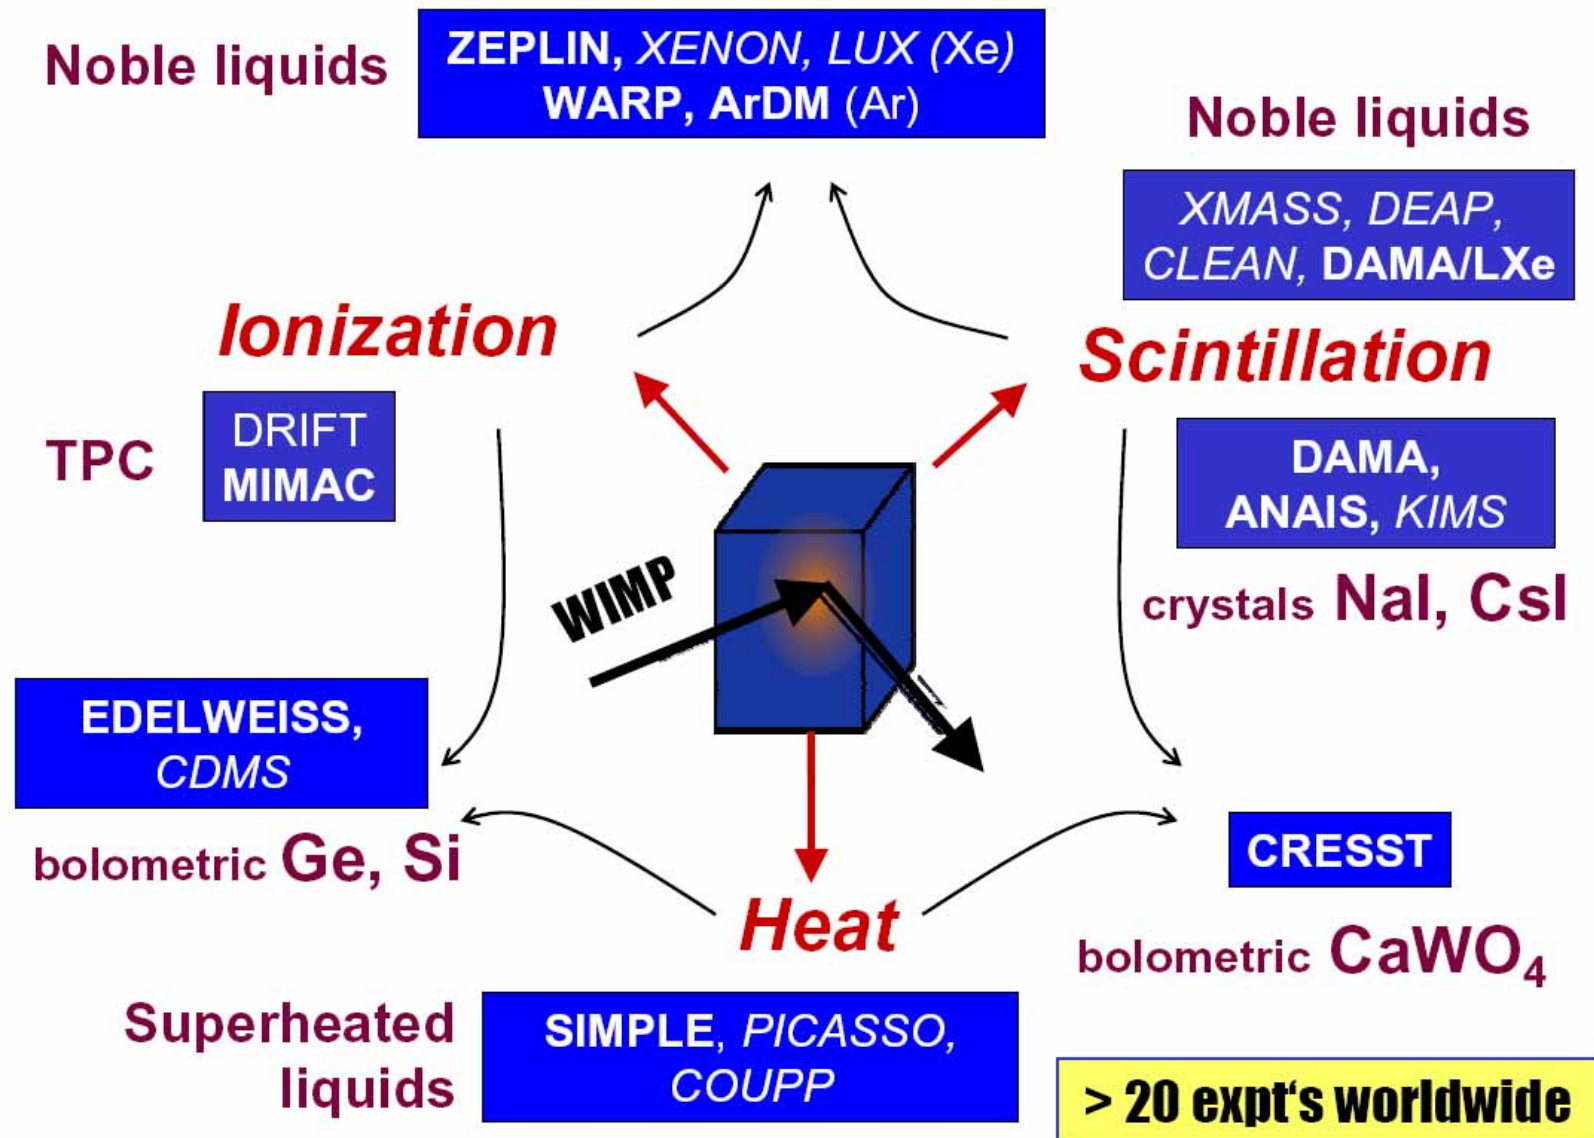 Noble liquids
ZEPLIN, XENON, LUX (Xe)
WARP, ArDM (Ar)
Noble liquids
XMASS, DEAP,
CLEAN, DAMA/LXe
Ionization
Scintillation
TPC
DRIFT
MIMAC
DAMA,
ANAIS, KIMS
crystals NaI, CsI
WIMP
EDELWEISS,
CDMS
bolometric Ge, Si
CRESST
bolometric CaWO₄
Heat
Superheated
liquids
SIMPLE, PICASSO,
COUPP
> 20 expt‘s worldwide